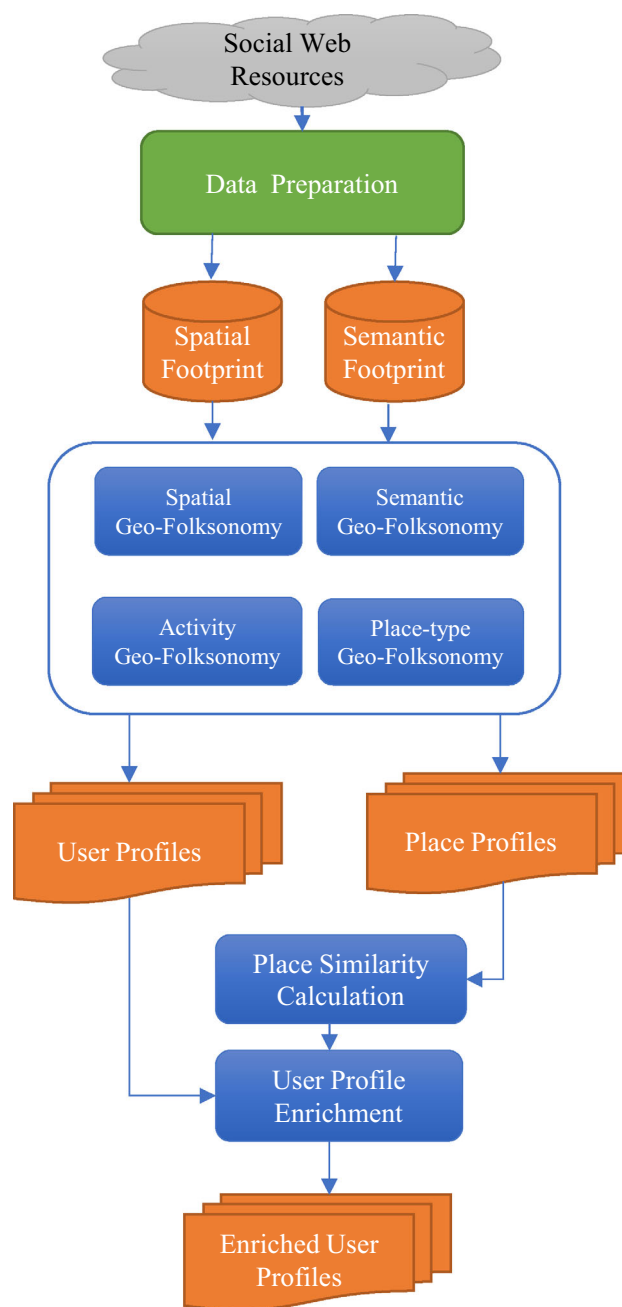 Social Web
Resources
Data Preparation
Spatial
Footprint
Semantic
Footprint
Spatial
Geo-Folksonomy
Semantic
Geo-Folksonomy
Activity
Geo-Folksonomy
Place-type
Geo-Folksonomy
User Profiles
Place Profiles
Place Similarity
Calculation
User Profile
Enrichment
Enriched User
Profiles